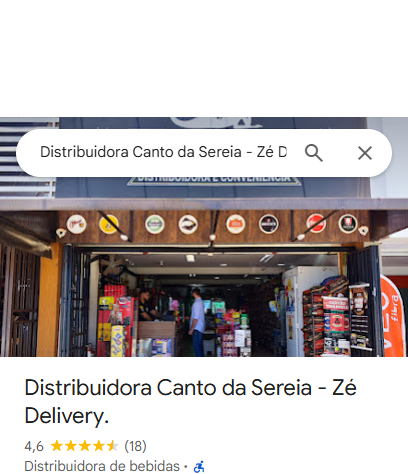 Distribuidora Canto da Sereia - Zé D
DISTRIBUIDORA E CONVENIÊNCIA
fibra
Distribuidora Canto da Sereia - Zé
Delivery.
4,6 (18)
Distribuidora de bebidas ·